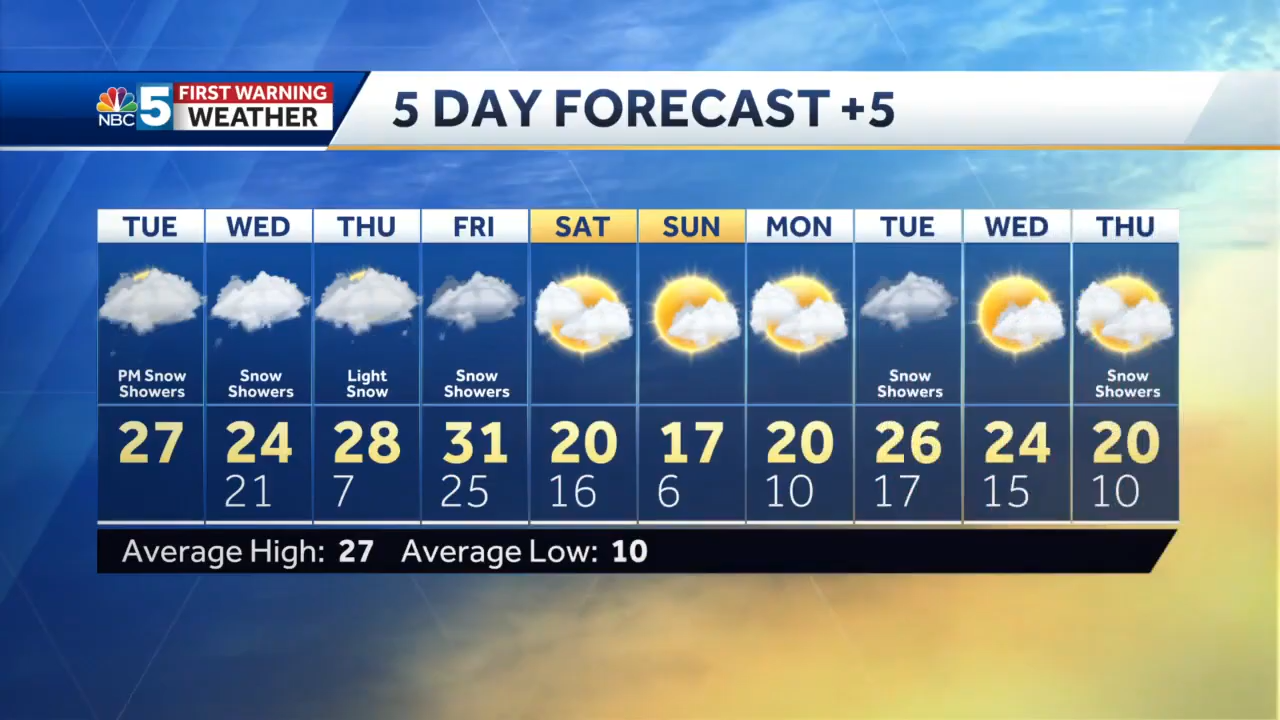 NBC 5 FIRST WARNING
WEATHER
5 DAY FORECAST +5
TUE WED THU FRI SAT SUN MON TUE WED THU
PM Snow Snow Light Snow Snow Snow
Showers Showers Snow Showers Showers Showers
27 24 28 31 20 17 20 26 24 20
21 7 25 16 6 10 17 15 10
Average High: 27 Average Low: 10